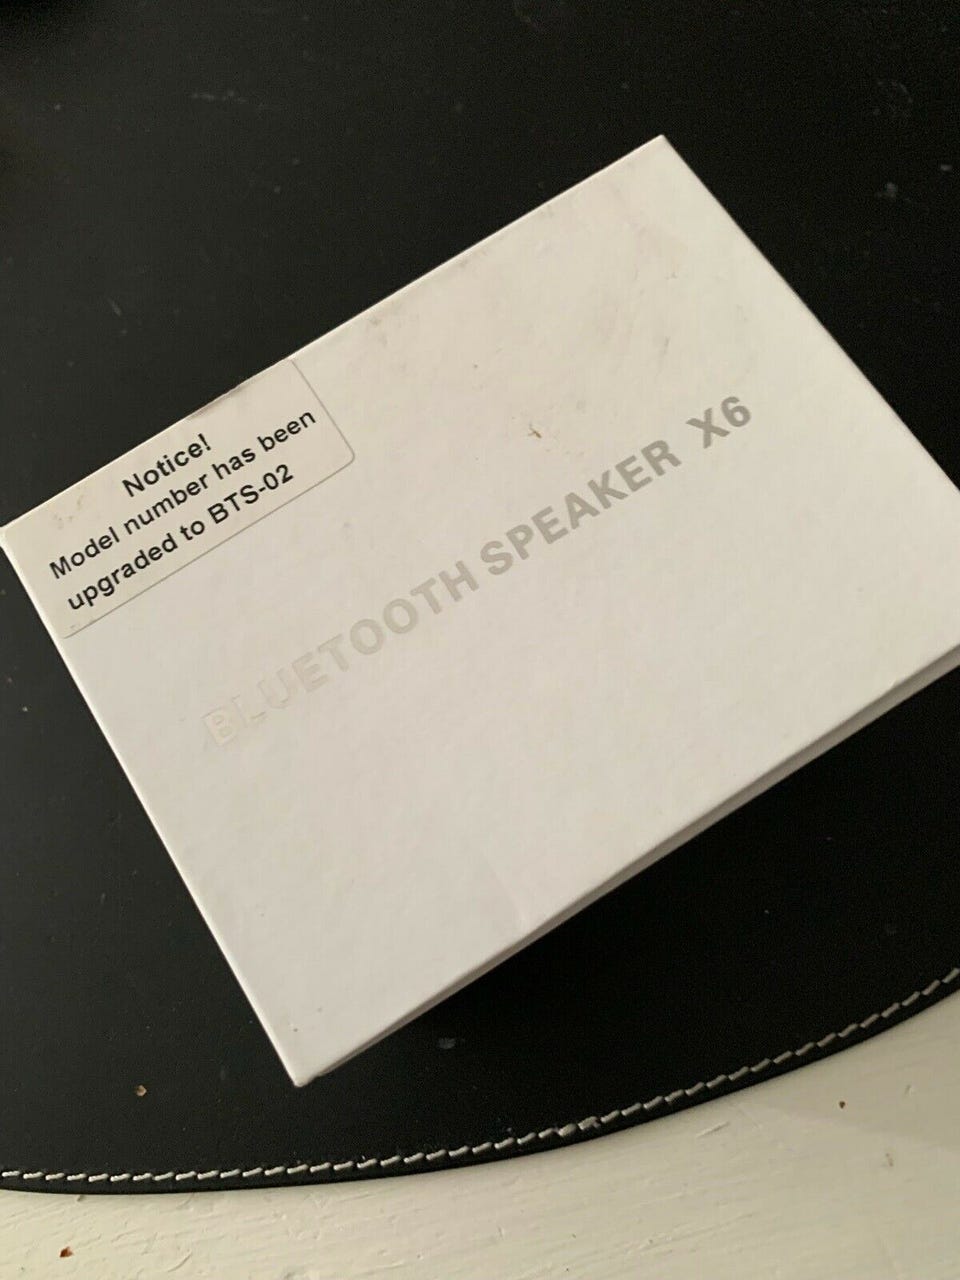 Notice!
Model number has been
upgraded to BTS-02
BLUETOOTH SPEAKER X6